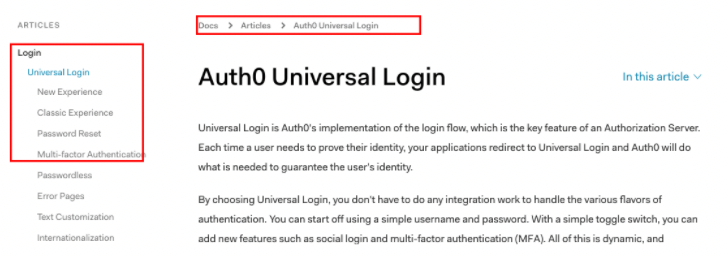 ARTICLES
Login
Universal Login
New Experience
Classic Experience
Password Reset
Multi-factor Authentication
Passwordless
Error Pages
Text Customization
Internationalization
Docs > Articles > Auth0 Universal Login
Auth0 Universal Login
In this article
Universal Login is Auth0's implementation of the login flow, which is the key feature of an Authorization Server.
Each time a user needs to prove their identity, your applications redirect to Universal Login and Auth0 will do
what is needed to guarantee the user's identity.
By choosing Universal Login, you don't have to do any integration work to handle the various flavors of
authentication. You can start off using a simple username and password. With a simple toggle switch, you can
add new features such as social login and multi-factor authentication (MFA). All of this is dynamic, and